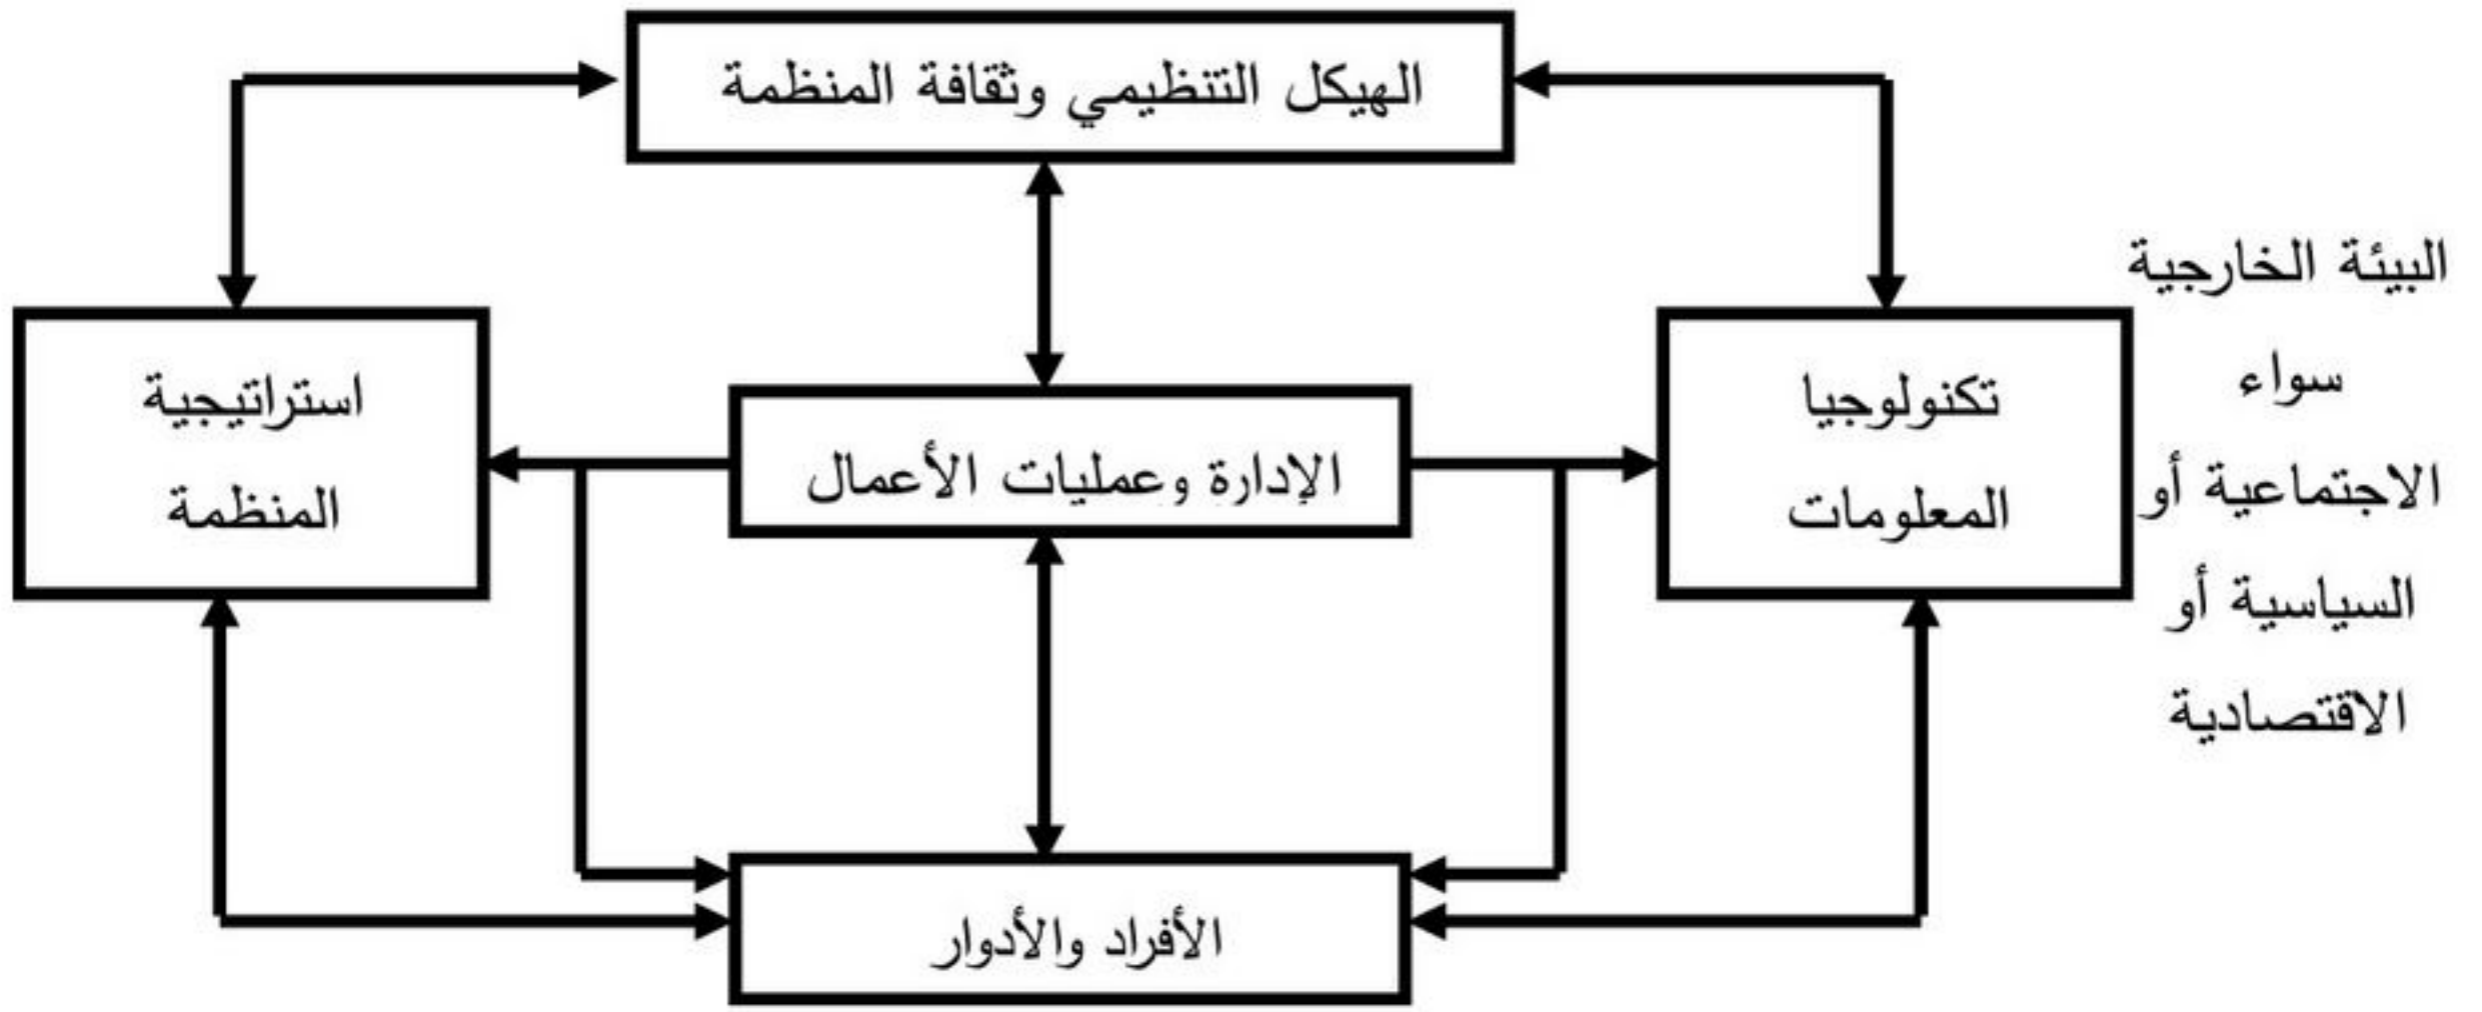 الهيكل التنظيمي وثقافة المنظمة
البيئة الخارجية
سواء
الاجتماعية أو
السياسية أو
الاقتصادية
تكنولوجيا
المعلومات
الإدارة وعمليات الأعمال
استراتيجية
المنظمة
الأفراد والأدوار